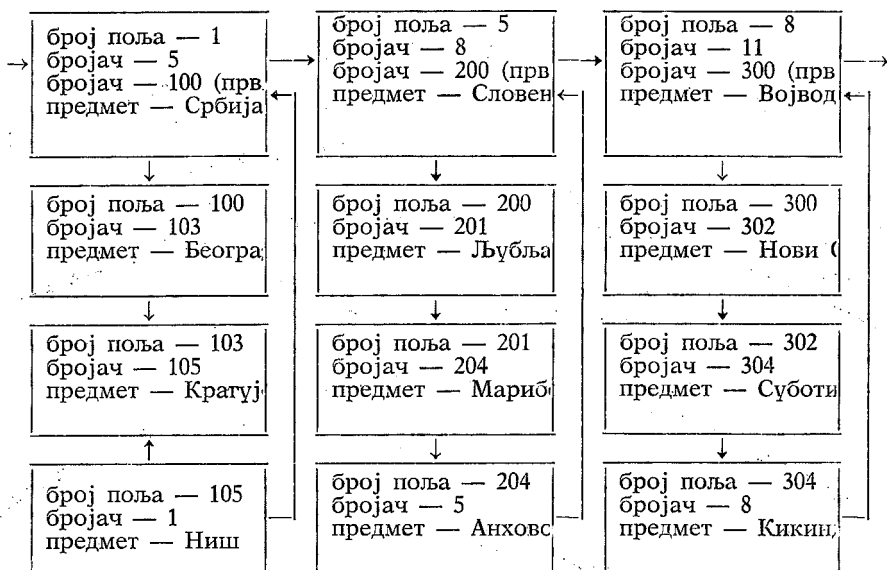 број поља — 1
бројач — 5
бројач — 100 (прв
предмет — Србија
број поља — 5
бројач — 8
бројач — 200 (прв
предмет — Словен
број поља — 8
бројач — 11
бројач — 300 (прв
предмет — Војвод
број поља — 100
бројач — 103
предмет — Београ
број поља — 200
бројач — 201
предмет — Љубља
број поља — 300
бројач — 302
предмет — Нови
број поља — 103
бројач — 105
предмет — Крагуј
број поља — 201
бројач — 204
предмет — Мариб
број поља — 302
бројач — 304
предмет — Суботи
број поља — 105
бројач — 1
предмет — Ниш
број поља — 204
бројач — 5
предмет — Анхово
број поља — 304
бројач — 8
предмет — Кикин